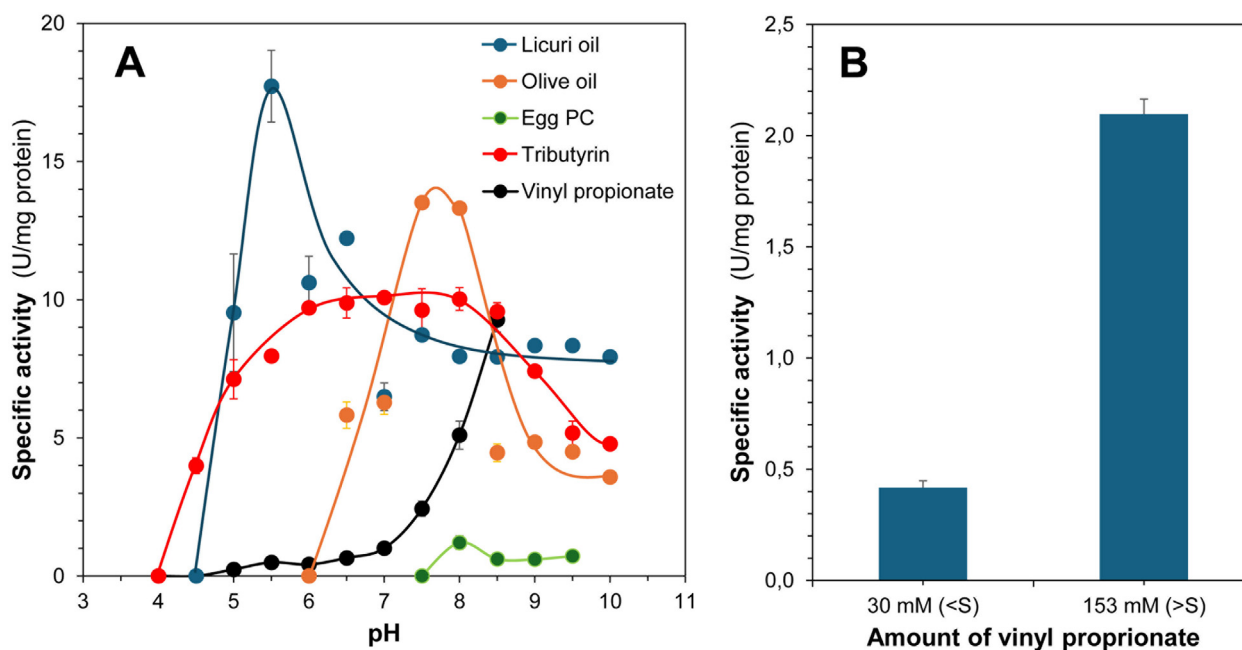 A
Licuri oil
Olive oil
Egg PC
Tributyrin
Vinyl propionate
20
15
10
5
0
Specific activity (U/mg protein)
3 4 5 6 7 8 9 10 11
pH
B
2,5
2,0
1,5
1,0
0,5
0,0
Specific activity (U/mg protein)
30 mM (<S) 153 mM (>S)
Amount of vinyl proprionate